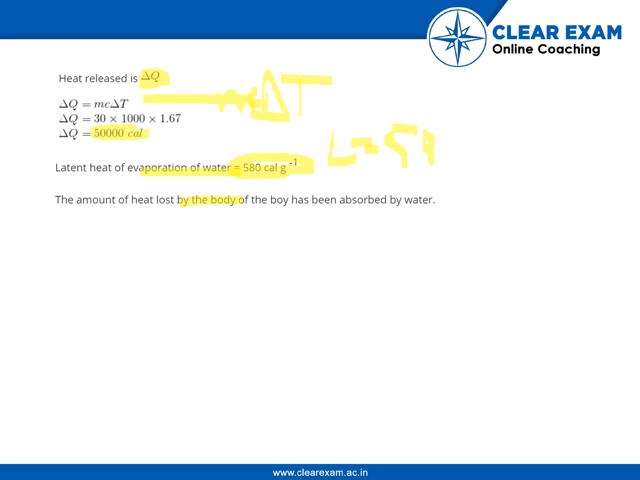 CLEAR EXAM
Online Coaching
Heat released is ΔQ
ΔQ = mcΔT
ΔQ = 30 × 1000 × 1.67
ΔQ = 50000 cal
ΔT
L = 5
Latent heat of evaporation of water = 580 cal g⁻¹
The amount of heat lost by the body of the boy has been absorbed by water.
www.clearexam.ac.in